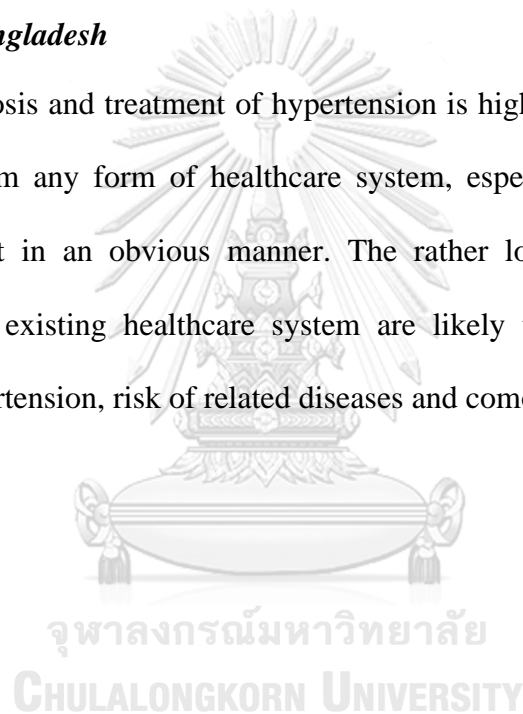 ngladesh
osis and treatment of hypertension is high
m any form of healthcare system, espe
t in an obvious manner. The rather lo
existing healthcare system are likely
rtension, risk of related diseases and come
จุฬาลงกรณ์มหาวิทยาลัย
CHULALONGKORN UNIVERSITY